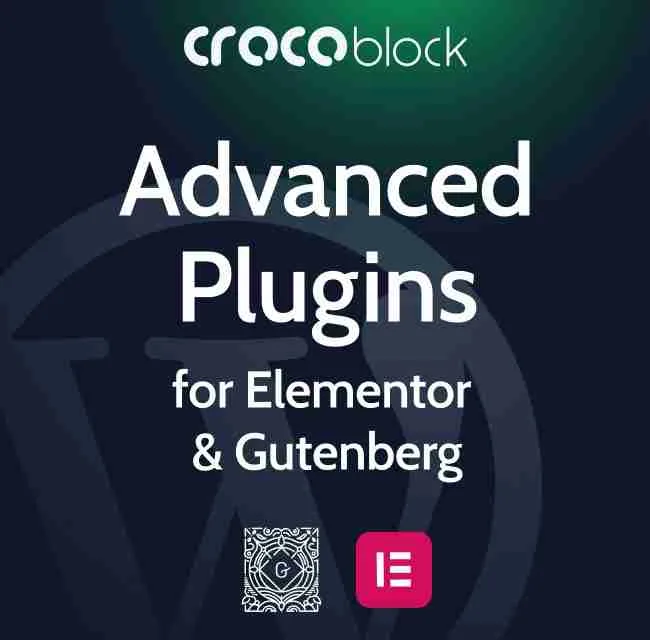 crocoblock
Advanced
Plugins
for Elementor
& Gutenberg
G